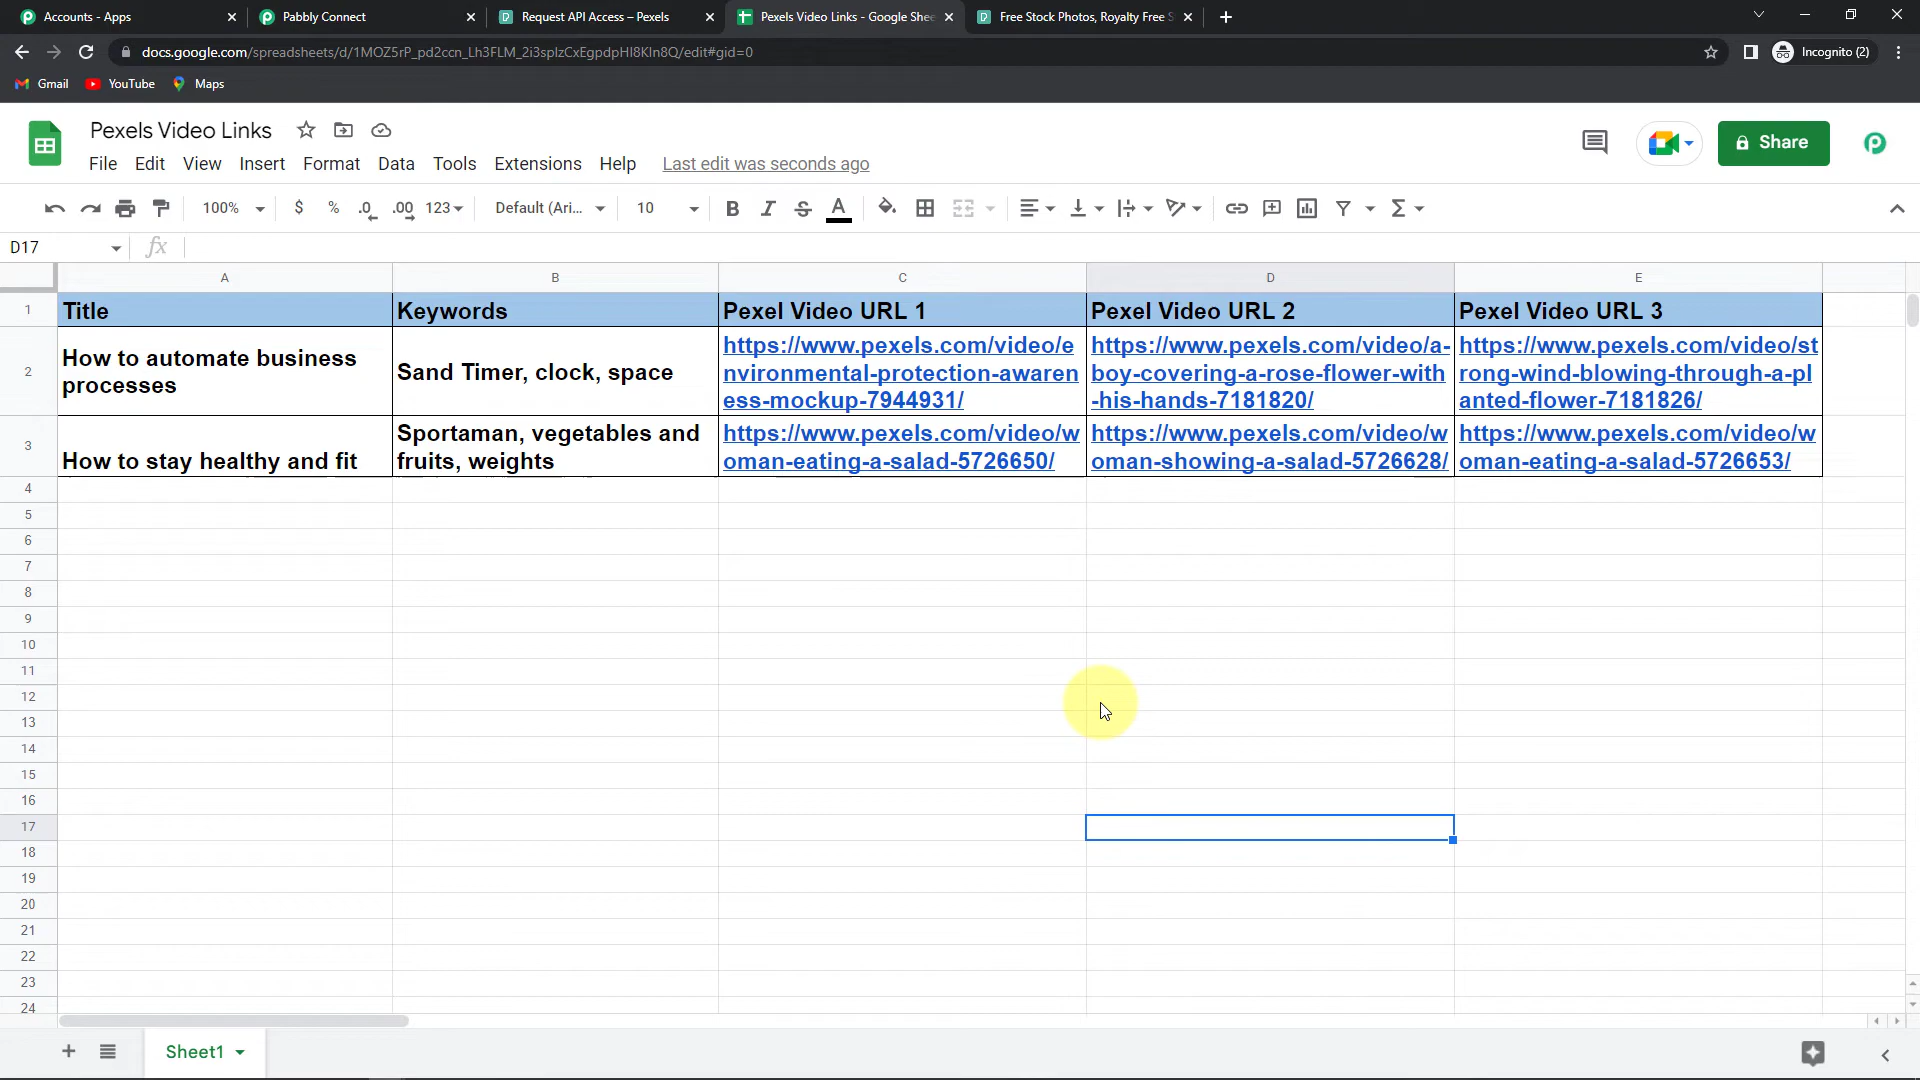 Accounts - Apps
Pabbly Connect
Request API Access – Pexels
Pexels Video Links - Google Shee
Free Stock Photos, Royalty Free S
docs.google.com/spreadsheets/d/1MOZ5rP_pd2ccn_Lh3FLM_2i3splzCxEgpdpHI8KIn8Q/edit#gid=0
Incognito (2)
Gmail
YouTube
Maps
Pexels Video Links
File Edit View Insert Format Data Tools Extensions Help Last edit was seconds ago
Share
100% $ % .0 .00 123 Default (Ari... 10 B I S A
D17
fx
A B C D E
1 Title Keywords Pexel Video URL 1 Pexel Video URL 2 Pexel Video URL 3
2
How to automate business
processes
Sand Timer, clock, space
https://www.pexels.com/video/e
nvironmental-protection-awaren
ess-mockup-7944931/
https://www.pexels.com/video/a-
boy-covering-a-rose-flower-with
-his-hands-7181820/
https://www.pexels.com/video/st
rong-wind-blowing-through-a-pl
anted-flower-7181826/
3
How to stay healthy and fit
Sportaman, vegetables and
fruits, weights
https://www.pexels.com/video/w
oman-eating-a-salad-5726650/
https://www.pexels.com/video/w
oman-showing-a-salad-5726628/
https://www.pexels.com/video/w
oman-eating-a-salad-5726653/
4
5
6
7
8
9
10
11
12
13
14
15
16
17
18
19
20
21
22
23
24
Sheet1